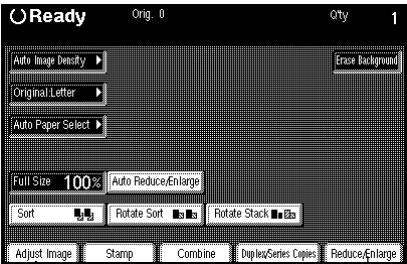 Ready Orig. 0 Q'ty 1
Auto Image Density Erase Background
Original:Letter
Auto Paper Select
Full Size 100% Auto Reduce/Enlarge
Sort Rotate Sort Rotate Stack
Adjust Image Stamp Combine Duplex/Series Copies Reduce/Enlarge